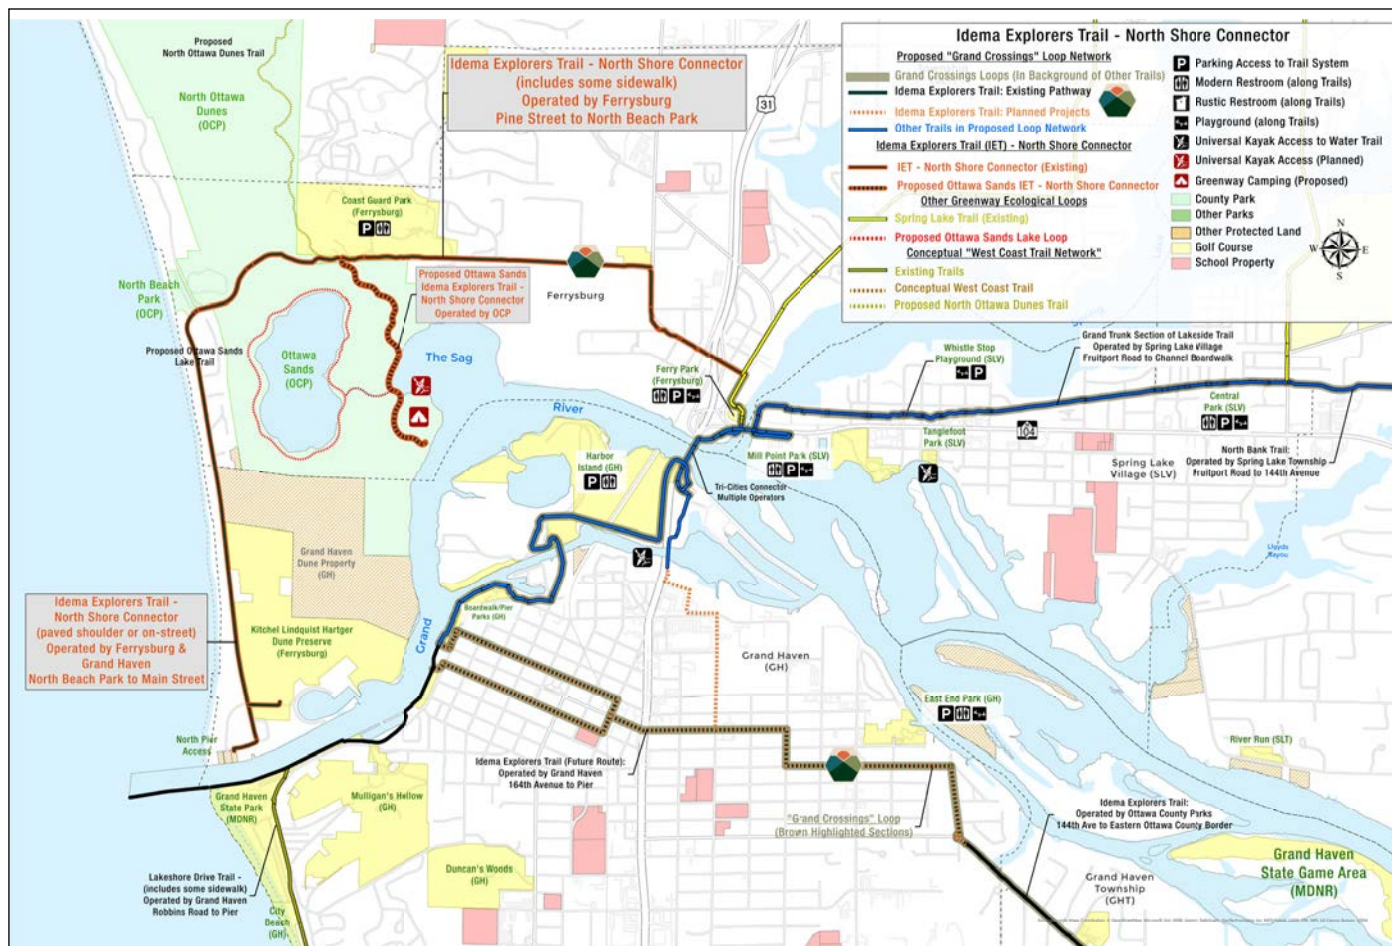 Idema Explorers Trail - North Shore Connector
Proposed "Grand Crossings" Loop Network
Grand Crossings Loops (In Background of Other Trails)
Idema Explorers Trail: Existing Pathway
Idema Explorers Trail: Planned Projects
Other Trails in Proposed Loop Network
Idema Explorers Trail (IET) - North Shore Connector
IET - North Shore Connector (Existing)
Proposed Ottawa Sands IET - North Shore Connector
Other Greenway Ecological Loops
Spring Lake Trail (Existing)
Proposed Ottawa Sands Lake Loop
Conceptual "West Coast Trail Network"
Existing Trails
Conceptual West Coast Trail
Proposed North Ottawa Dunes Trail
P Parking Access to Trail System
Modern Restroom (along Trails)
Rustic Restroom (along Trails)
Playground (along Trails)
Universal Kayak Access to Water Trail
Universal Kayak Access (Planned)
Greenway Camping (Proposed)
County Park
Other Parks
Other Protected Land
Golf Course
School Property
N
W E
S
Proposed
North Ottawa Dunes Trail
North Ottawa
Dunes
(OCP)
Idema Explorers Trail - North Shore Connector
(includes some sidewalk)
Operated by Ferrysburg
Pine Street to North Beach Park
31
Coast Guard Park
(Ferrysburg)
P
North Beach
Park
(OCP)
Proposed Ottawa Sands
Idema Explorers Trail -
North Shore Connector
Operated by OCP
Ferrysburg
Proposed Ottawa Sands
Lake Trail
Ottawa
Sands
(OCP)
The Sag
River
Ferry Park
(Ferrysburg)
P
Whistle Stop
Playground (SLV)
P
Grand Trunk Section of Lakeside Trail
Operated by Spring Lake Village
Fruitport Road to Channel Boardwalk
Central
Park (SLV)
P
Tanglefoot
Park (SLV)
104
Mill Point Park (SLV)
P
Harbor
Island (GH)
P
Spring Lake
Village (SLV)
North Bank Trail:
Operated by Spring Lake Township
Fruitport Road to 144th Avenue
Tri-Cities Connector
Multiple Operators
Lloyds
Bayou
Grand Haven
Dune Property
(GH)
Idema Explorers Trail -
North Shore Connector
(paved shoulder or on-street)
Operated by Ferrysburg &
Grand Haven
North Beach Park to Main Street
Kitchel Lindquist Hartger
Dune Preserve
(Ferrysburg)
Grand
Boardwalk/Pier
Parks (GH)
Grand Haven
(GH)
East End Park (GH)
P
North Pier
Access
River Run (SLT)
Idema Explorers Trail (Future Route):
Operated by Grand Haven
164th Avenue to Pier
Grand Haven
State Park
(MDNR)
Mulligan's Hollow
(GH)
"Grand Crossings" Loop
(Brown Highlighted Sections)
Idema Explorers Trail:
Operated by Ottawa County Parks
144th Ave to Eastern Ottawa County Border
Grand Haven
State Game Area
(MDNR)
Duncan's Woods
(GH)
Lakeshore Drive Trail -
(includes some sidewalk)
Operated by Grand Haven
Robbins Road to Pier
City
Beach
(GH)
Grand Haven
Township
(GHT)